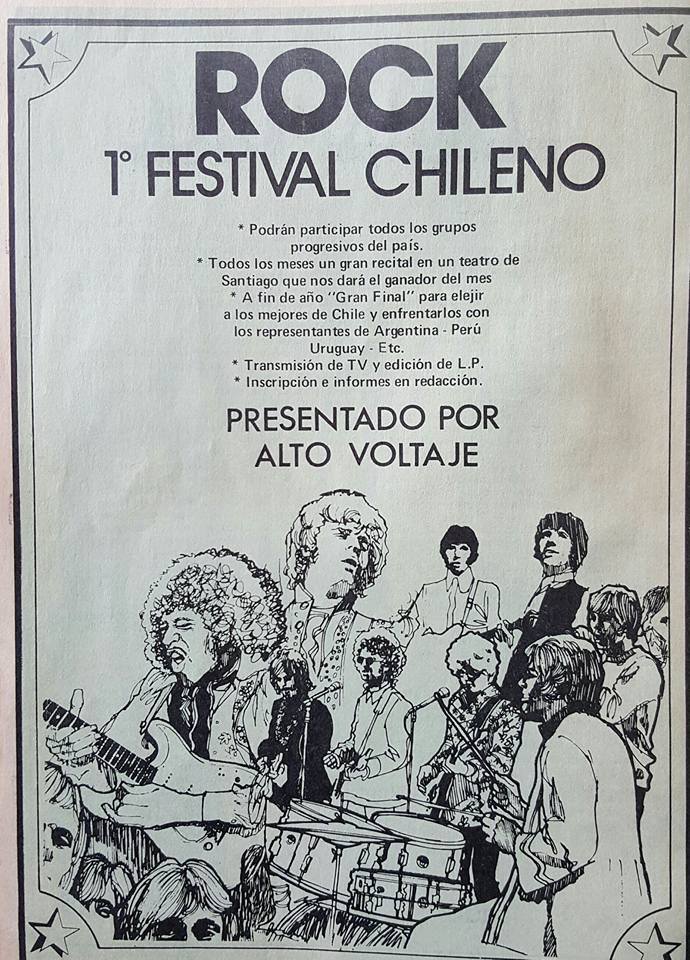 ROCK
1° FESTIVAL CHILENO
* Podrán participar todos los grupos
progresivos del país.
* Todos los meses un gran recital en un teatro de
Santiago que nos dará el ganador del mes
* A fin de año "Gran Final" para elejir
a los mejores de Chile y enfrentarlos con
los representantes de Argentina - Perú
Uruguay - Etc.
* Transmisión de TV y edición de L.P.
* Inscripción e informes en redacción.
PRESENTADO POR
ALTO VOLTAJE